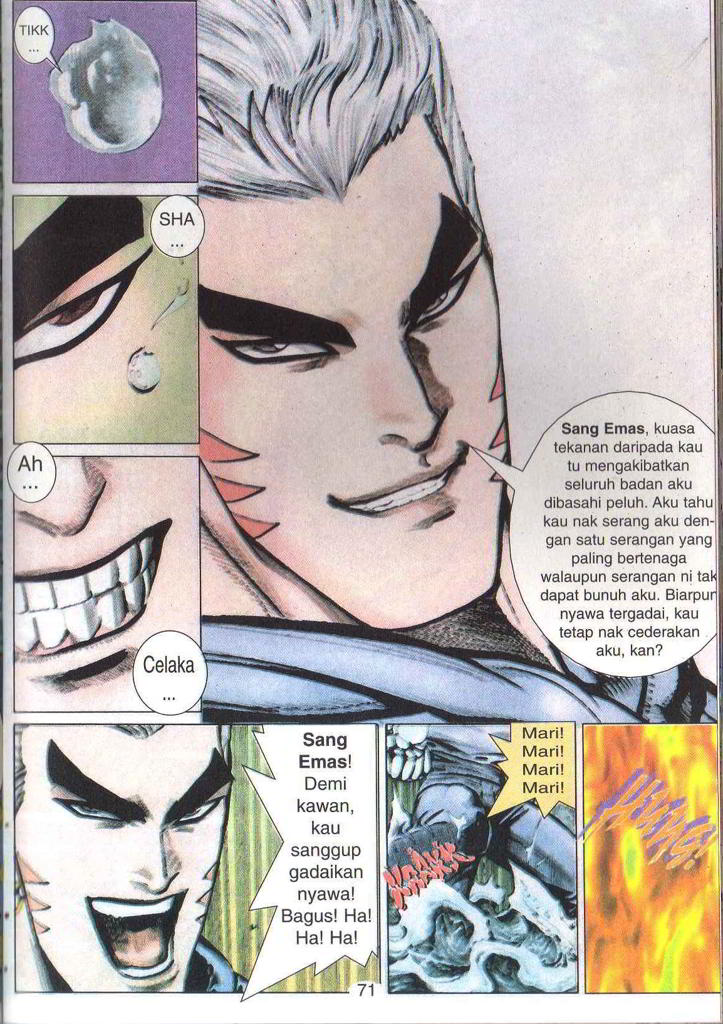 TIKK
...
SHA
...
Ah
...
Celaka
...
Sang Emas, kuasa
tekanan daripada kau
tu mengakibatkan
seluruh badan aku
dibasahi peluh. Aku tahu
kau nak serang aku den-
gan satu serangan yang
paling bertenaga
walaupun serangan ni tak
dapat bunuh aku. Biarpun
nyawa tergadai, kau
tetap nak cederakan
aku, kan?
Sang
Emas!
Demi
kawan,
kau
sanggup
gadaikan
nyawa!
Bagus! Ha!
Ha! Ha!
Mari!
Mari!
Mari!
Mari!
71